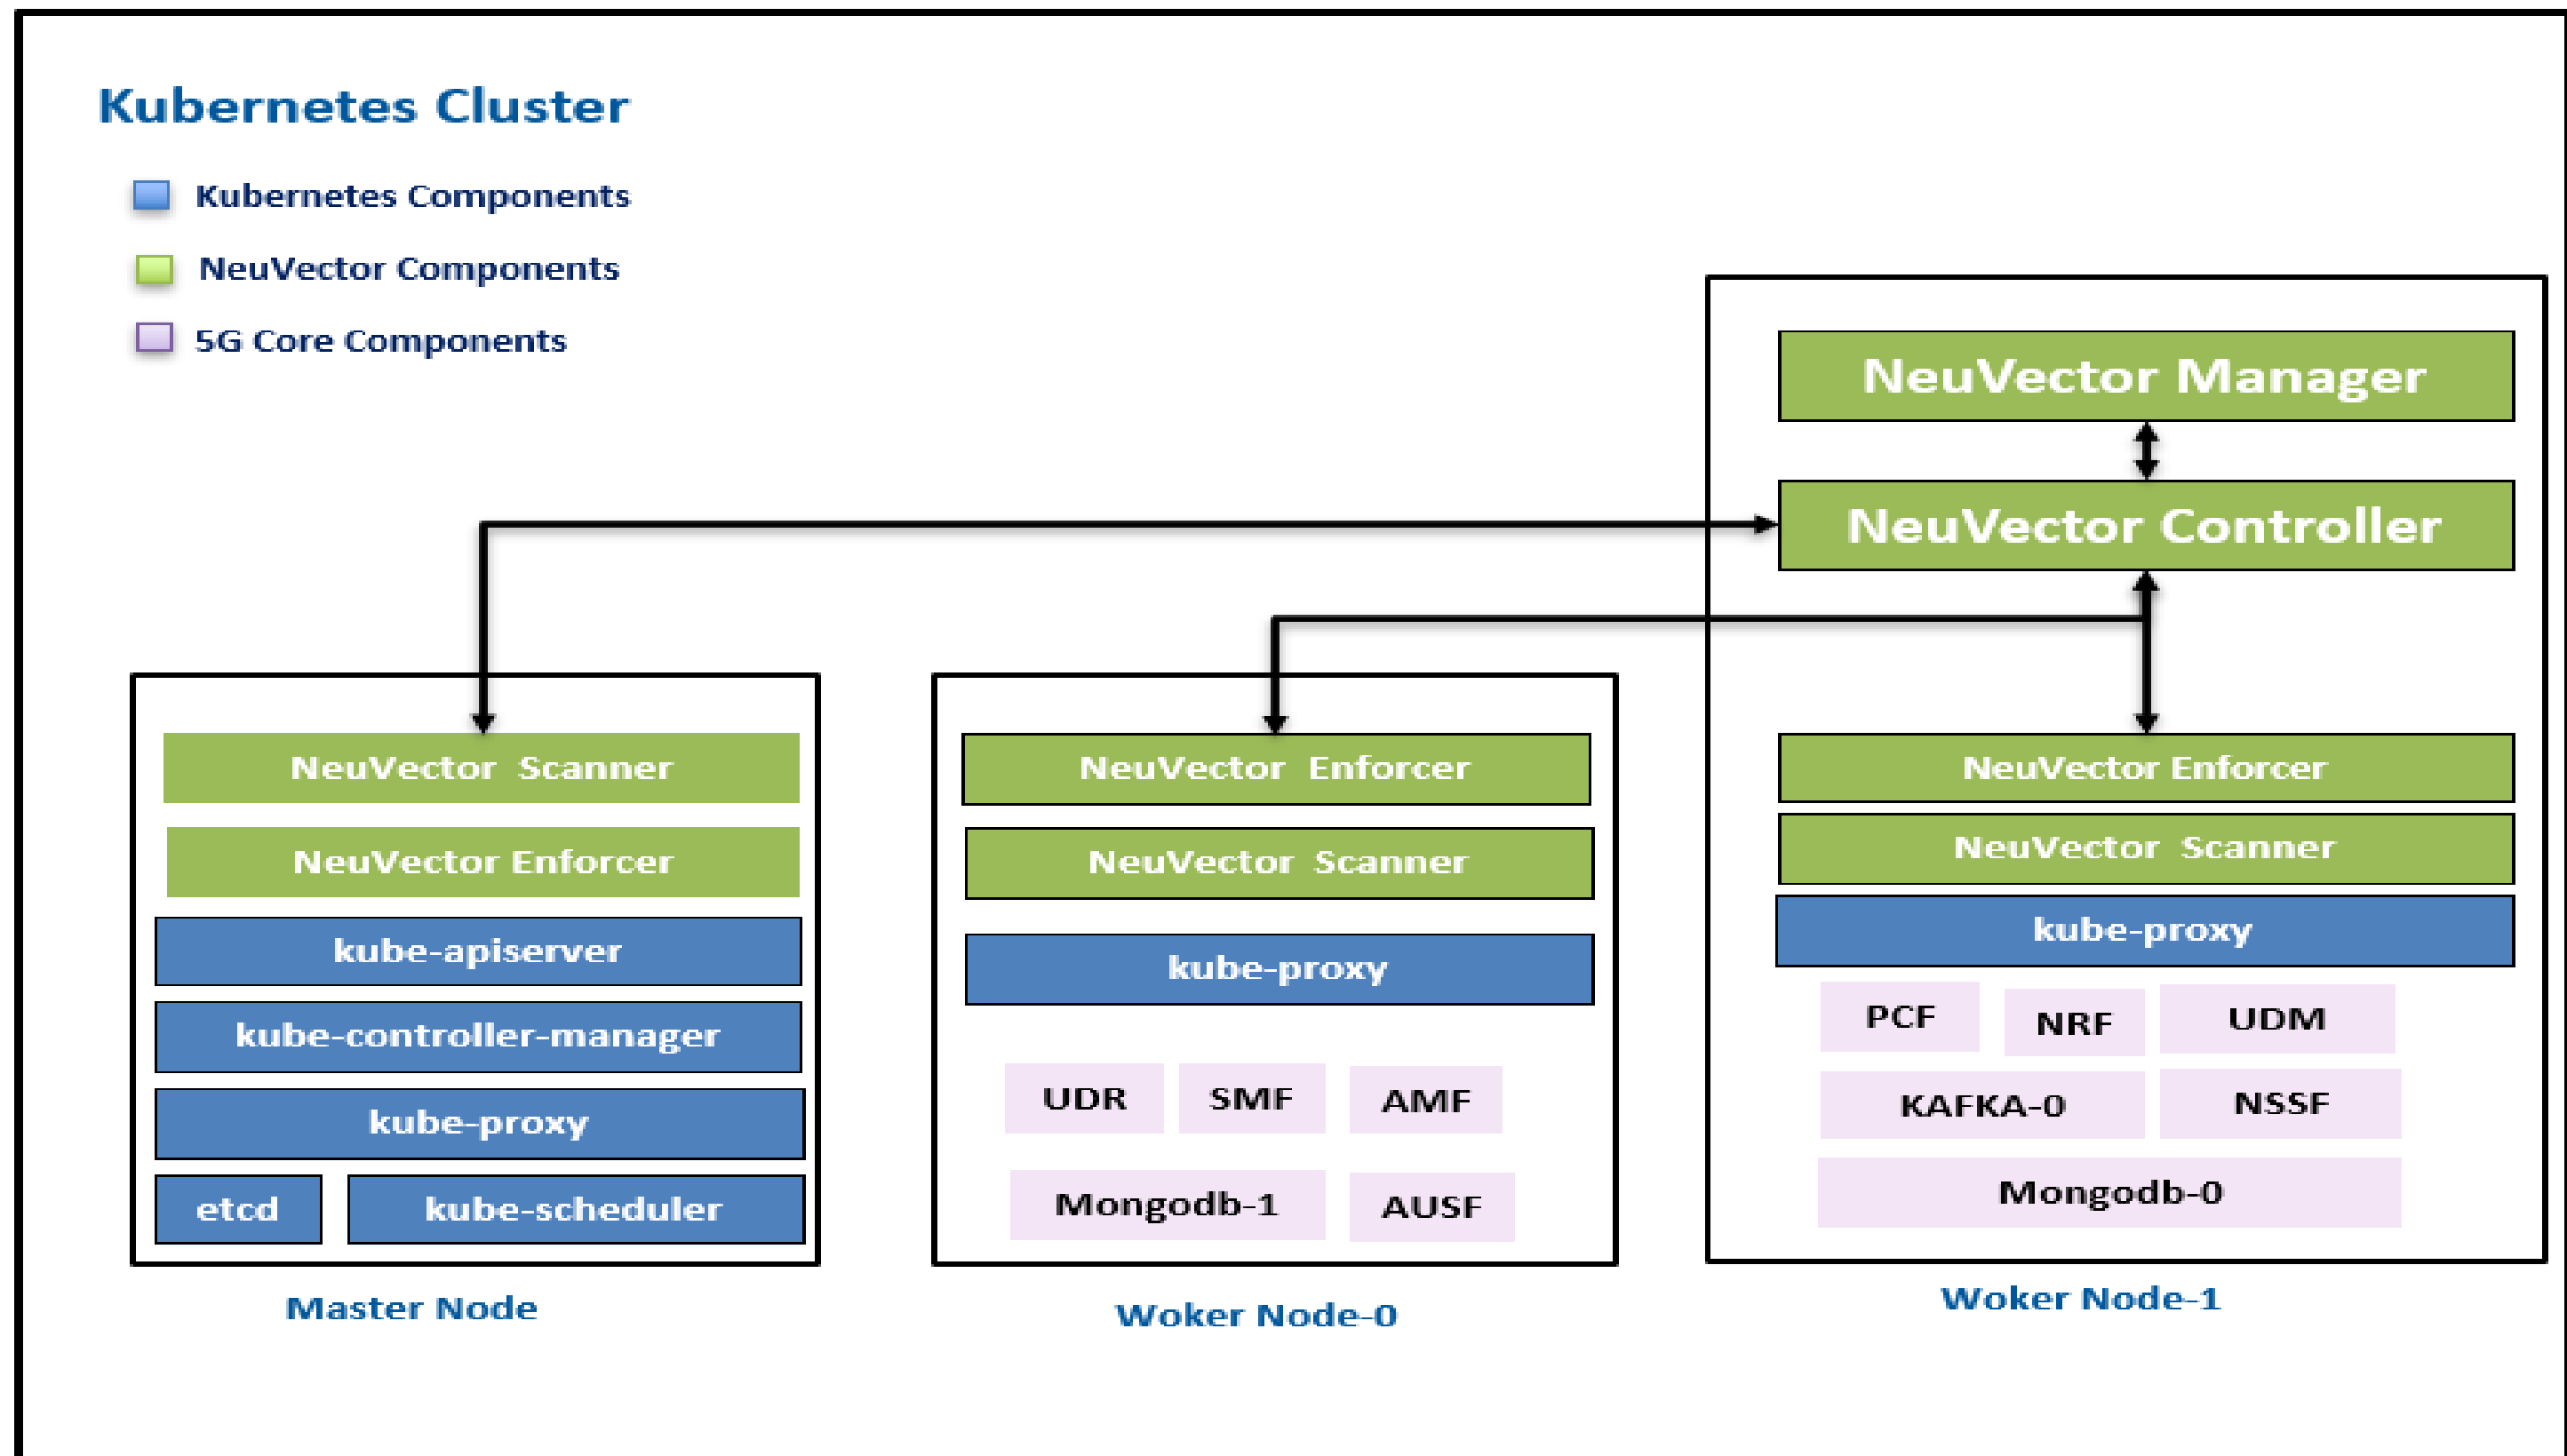 Kubernetes Cluster
Kubernetes Components
NeuVector Components
5G Core Components
NeuVector Manager
NeuVector Controller
NeuVector Scanner
NeuVector Enforcer
kube-apiserver
kube-controller-manager
kube-proxy
etcd
kube-scheduler
Master Node
NeuVector Enforcer
NeuVector Scanner
kube-proxy
UDR
SMF
AMF
Mongodb-1
AUSF
Woker Node-0
NeuVector Enforcer
NeuVector Scanner
kube-proxy
PCF
NRF
UDM
KAFKA-0
NSSF
Mongodb-0
Woker Node-1